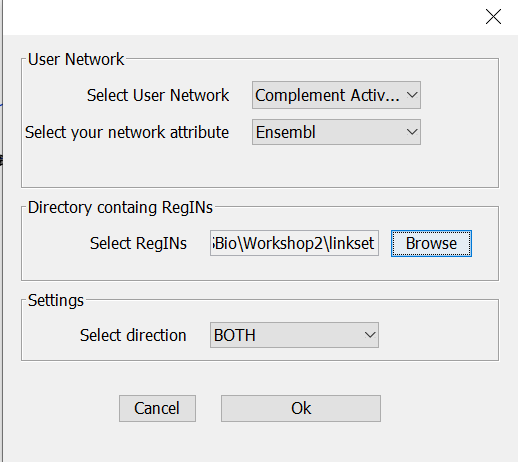 User Network
Select User Network Complement Activ...
Select your network attribute Ensembl
Directory containg RegINs
Select RegINs Bio\Workshop2\linkset Browse
Settings
Select direction BOTH
Cancel Ok